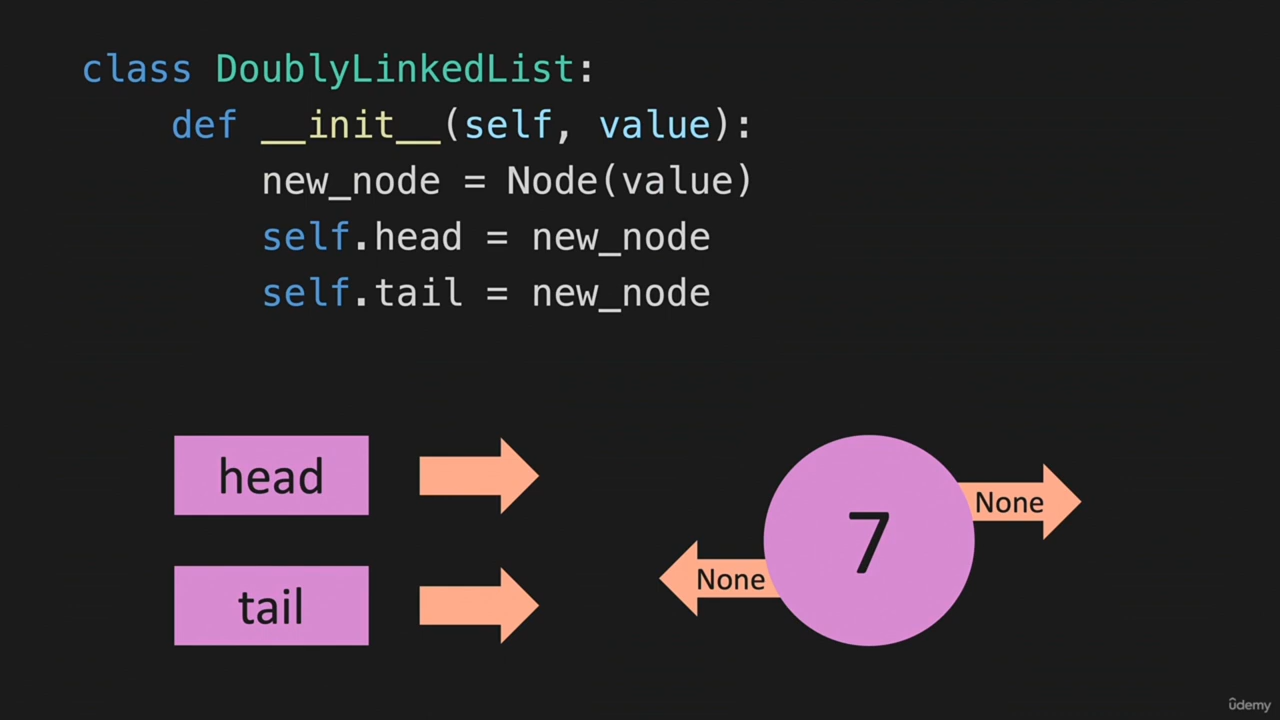 class DoublyLinkedList:
    def __init__(self, value):
        new_node = Node(value)
        self.head = new_node
        self.tail = new_node
head
None
7
None
tail
ûdemy